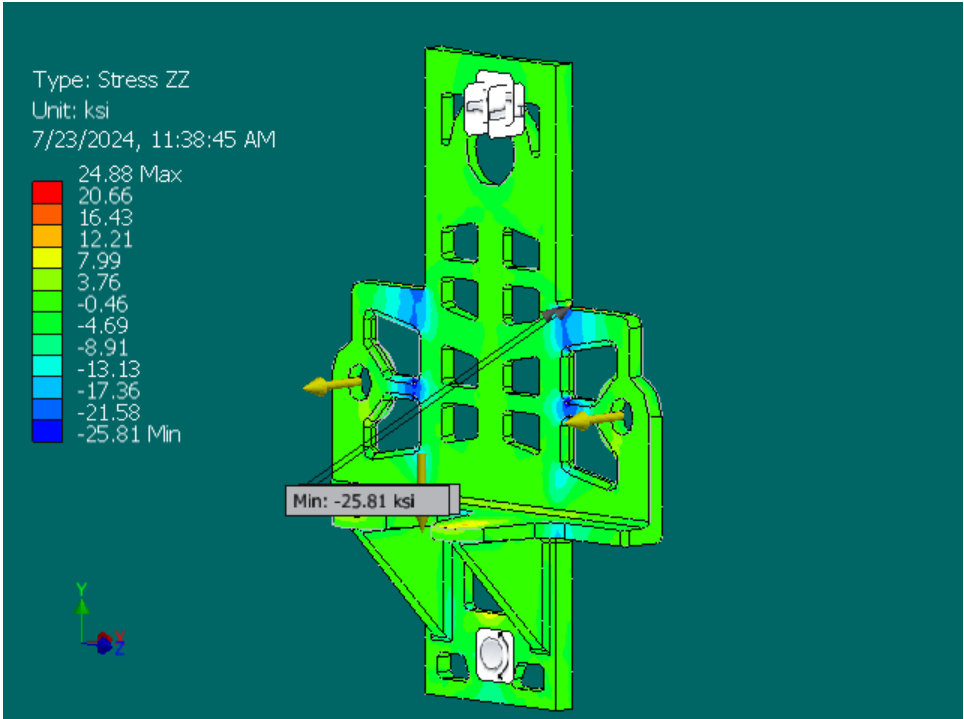 Type: Stress ZZ
Unit: ksi
7/23/2024, 11:38:45 AM
24.88 Max
20.66
16.43
12.21
7.99
3.76
-0.46
-4.69
-8.91
-13.13
-17.36
-21.58
-25.81 Min
Min: -25.81 ksi
Y
X
Z